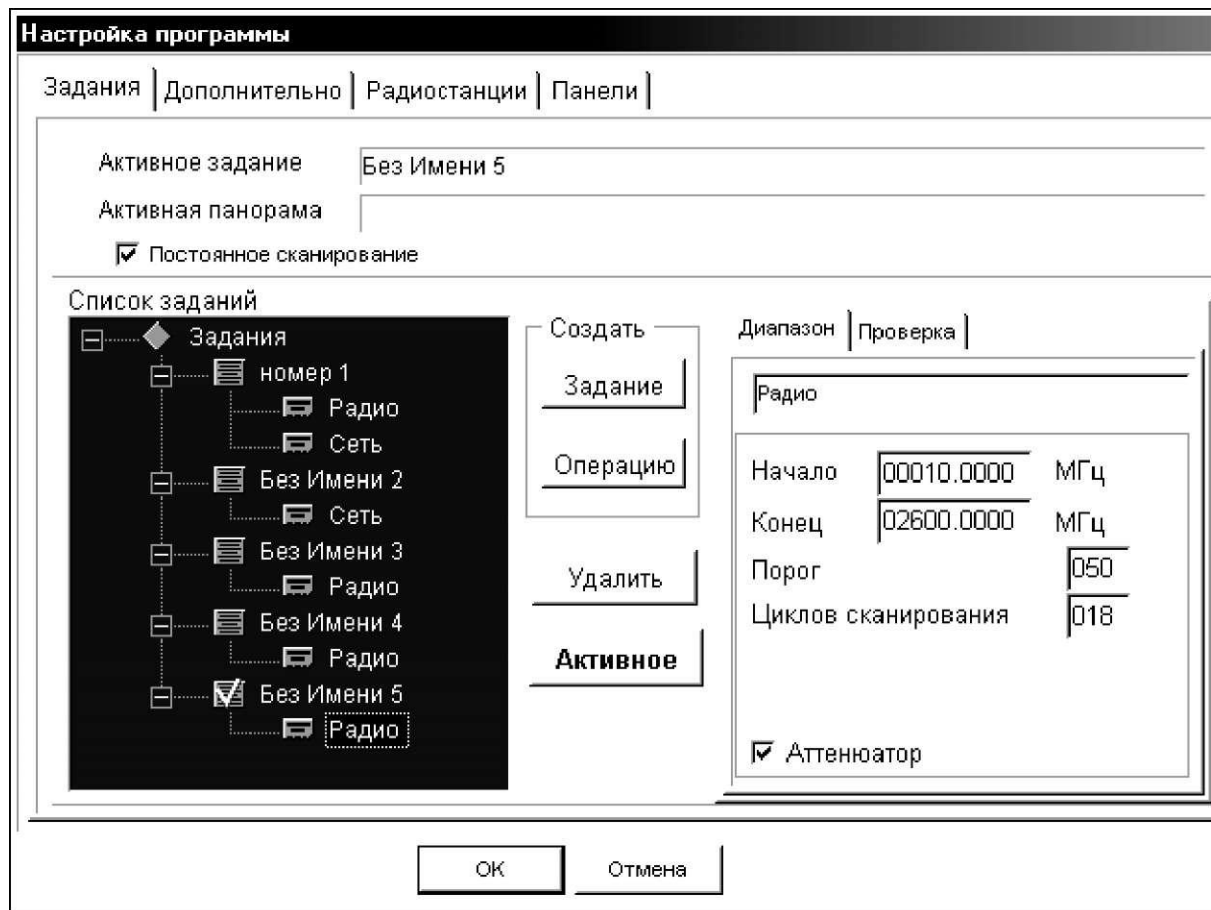 Настройка программы
Задания Дополнительно Радиостанции Панели
Активное задание Без Имени 5
Активная панорама
Постоянное сканирование
Список заданий
Задания
номер 1
Радио
Сеть
Без Имени 2
Сеть
Без Имени 3
Радио
Без Имени 4
Радио
Без Имени 5
Радио
Создать
Задание
Операцию
Удалить
Активное
Диапазон Проверка
Радио
Начало 00010.0000 МГц
Конец 02600.0000 МГц
Порог 050
Циклов сканирования 018
Аттенюатор
OK Отмена